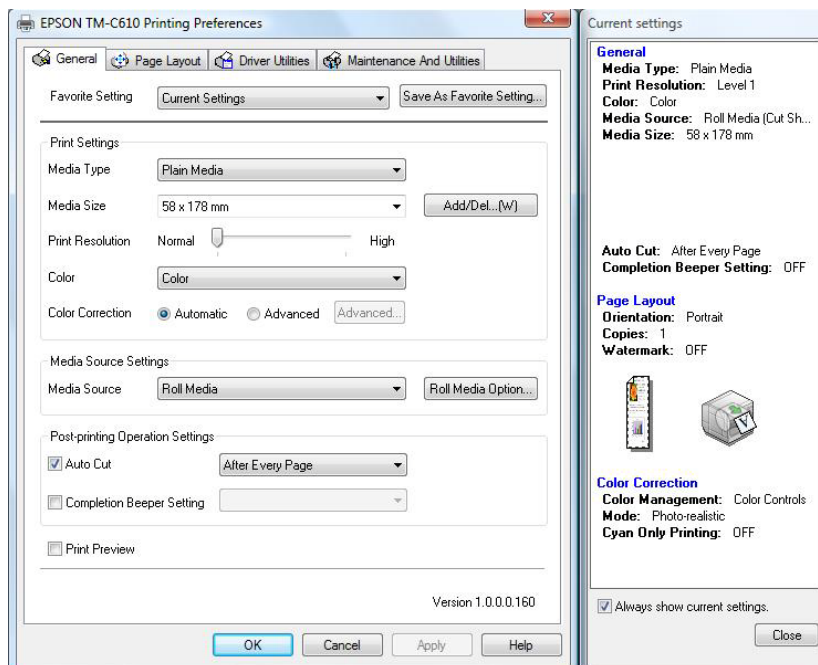 EPSON TM-C610 Printing Preferences
General
Page Layout
Driver Utilities
Maintenance And Utilities
Favorite Setting
Current Settings
Save As Favorite Setting...
Print Settings
Media Type
Plain Media
Media Size
58 x 178 mm
Add/Del...(W)
Print Resolution
Normal
High
Color
Color
Color Correction
Automatic
Advanced
Advanced...
Media Source Settings
Media Source
Roll Media
Roll Media Option...
Post-printing Operation Settings
Auto Cut
After Every Page
Completion Beeper Setting
Print Preview
Version 1.0.0.0.160
OK
Cancel
Apply
Help
Current settings
General
Media Type: Plain Media
Print Resolution: Level 1
Color: Color
Media Source: Roll Media (Cut Sh...
Media Size: 58 x 178 mm
Auto Cut: After Every Page
Completion Beeper Setting: OFF
Page Layout
Orientation: Portrait
Copies: 1
Watermark: OFF
A
Color Correction
Color Management: Color Controls
Mode: Photo-realistic
Cyan Only Printing: OFF
Always show current settings.
Close